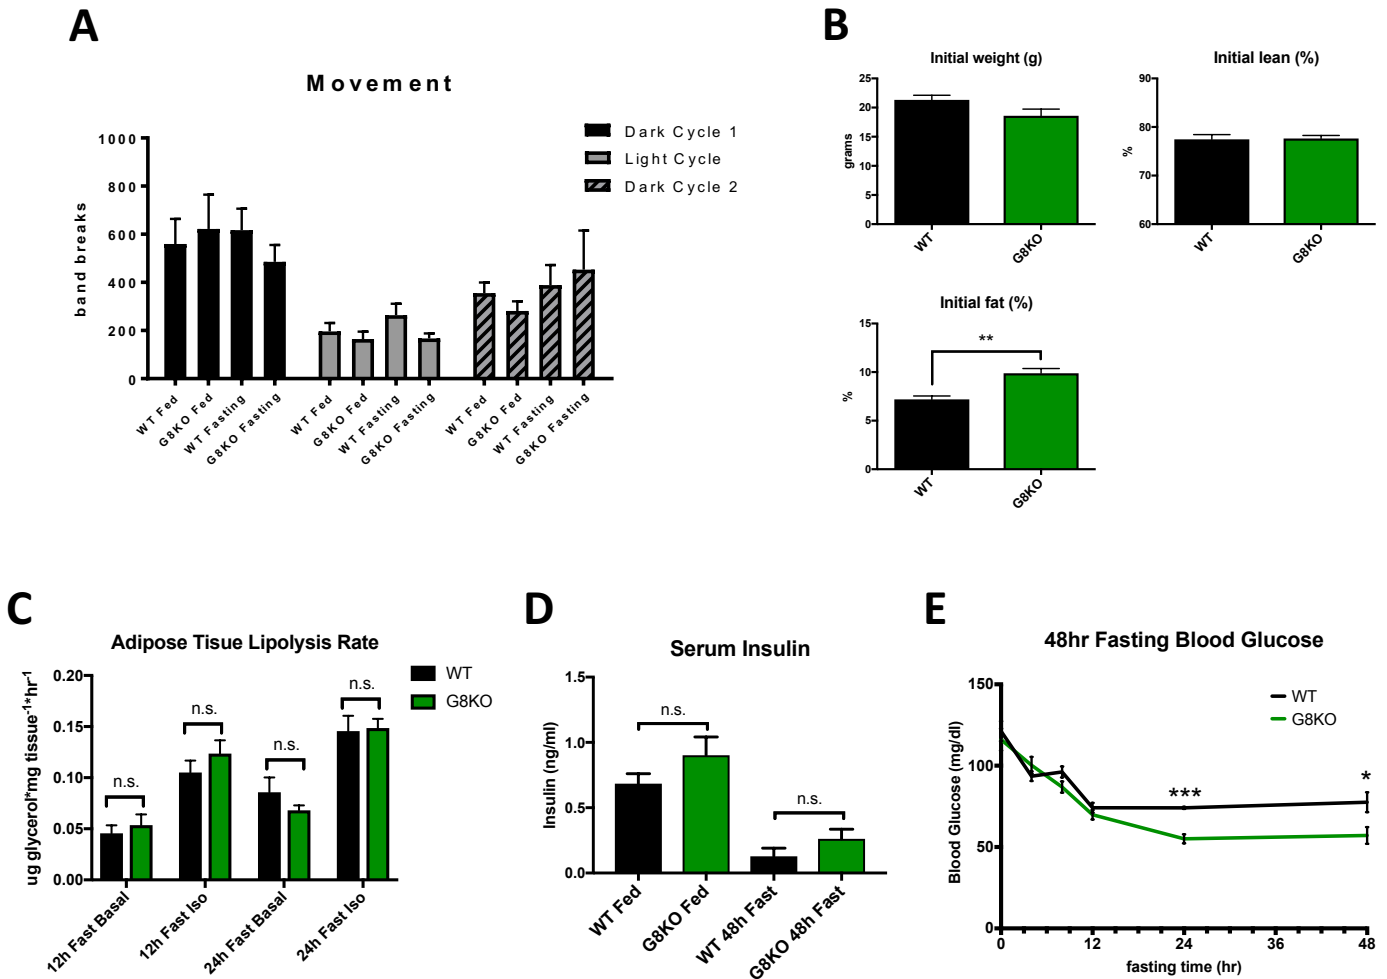 A
Movement
1000
800
600
400
200
0
band breaks
Dark Cycle 1
Light Cycle
Dark Cycle 2
WT Fed
G8KO Fed
WT Fasting
G8KO Fasting
WT Fed
G8KO Fed
WT Fasting
G8KO Fasting
WT Fed
G8KO Fed
WT Fasting
G8KO Fasting
B
Initial weight (g)
25
20
15
10
5
0
grams
WT
G8KO
Initial lean (%)
90
80
70
60
%
WT
G8KO
Initial fat (%)
15
10
5
0
%
**
WT
G8KO
C
Adipose Tissue Lipolysis Rate
0.20
0.15
0.10
0.05
0.00
ug glycerol*mg tissue⁻¹*hr⁻¹
n.s.
n.s.
n.s.
n.s.
WT
G8KO
12h Fast Basal
12h Fast Iso
24h Fast Basal
24h Fast Iso
D
Serum Insulin
1.5
1.0
0.5
0.0
Insulin (ng/ml)
n.s.
n.s.
WT Fed
G8KO Fed
WT 48h Fast
G8KO 48h Fast
E
48hr Fasting Blood Glucose
150
100
50
0
Blood Glucose (mg/dl)
WT
G8KO
***
*
0
12
24
36
48
fasting time (hr)